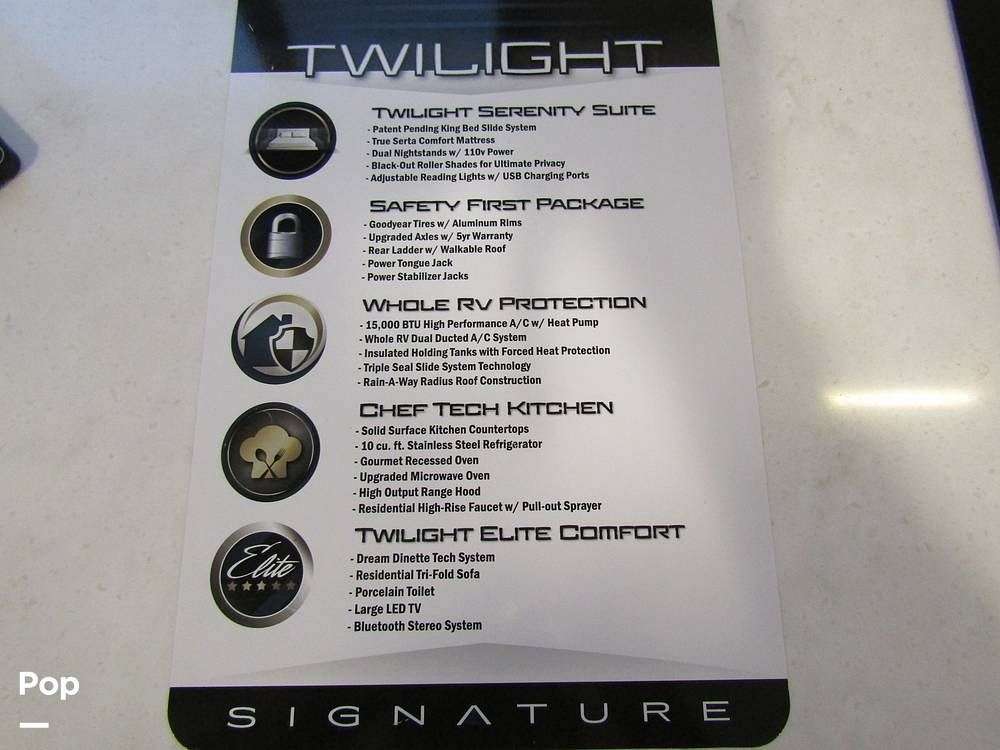 TWILIGHT
TWILIGHT SERENITY SUITE
- Patent Pending King Bed Slide System
- True Serta Comfort Mattress
- Dual Nightstands w/ 110v Power
- Black-Out Roller Shades for Ultimate Privacy
- Adjustable Reading Lights w/ USB Charging Ports
SAFETY FIRST PACKAGE
- Goodyear Tires w/ Aluminum Rims
- Upgraded Axles w/ 5yr Warranty
- Rear Ladder w/ Walkable Roof
- Power Tongue Jack
- Power Stabilizer Jacks
WHOLE RV PROTECTION
- 15,000 BTU High Performance A/C w/ Heat Pump
- Whole RV Dual Ducted A/C System
- Insulated Holding Tanks with Forced Heat Protection
- Triple Seal Slide System Technology
- Rain-A-Way Radius Roof Construction
CHEF TECH KITCHEN
- Solid Surface Kitchen Countertops
- 10 cu. ft. Stainless Steel Refrigerator
- Gourmet Recessed Oven
- Upgraded Microwave Oven
- High Output Range Hood
- Residential High-Rise Faucet w/ Pull-out Sprayer
Elite
TWILIGHT ELITE COMFORT
- Dream Dinette Tech System
- Residential Tri-Fold Sofa
- Porcelain Toilet
- Large LED TV
- Bluetooth Stereo System
SIGNATURE
Pop